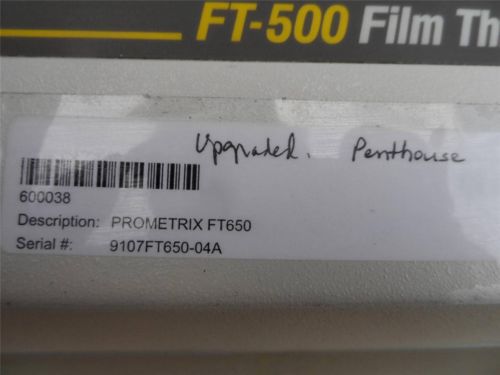 FT-500 Film Th
Upgraded. Penthouse
600038
Description: PROMETRIX FT650
Serial #: 9107FT650-04A